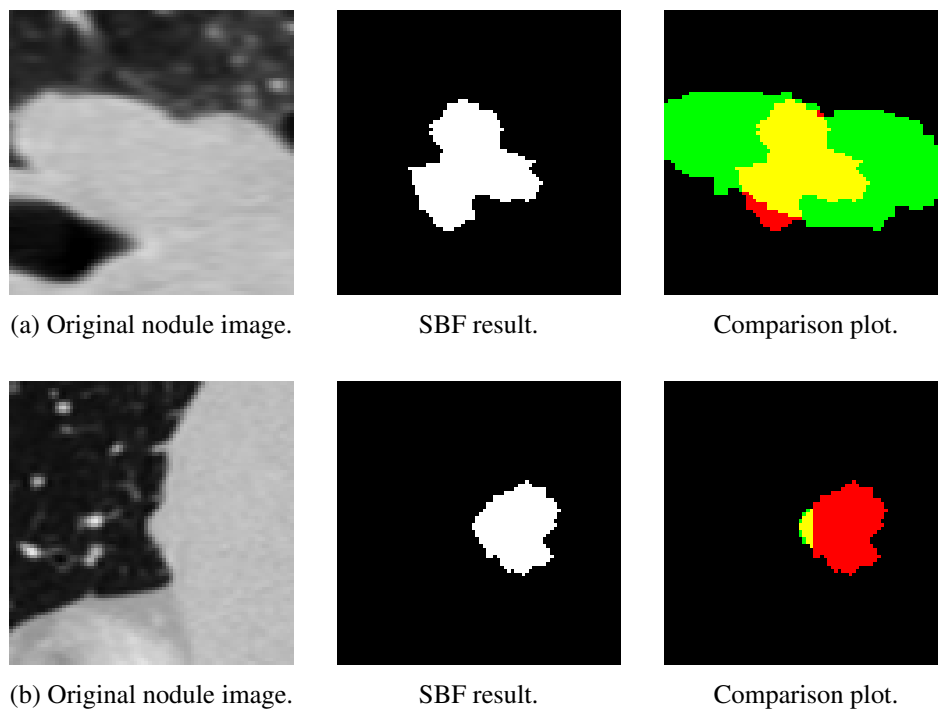 (a) Original nodule image.
SBF result.
Comparison plot.
(b) Original nodule image.
SBF result.
Comparison plot.